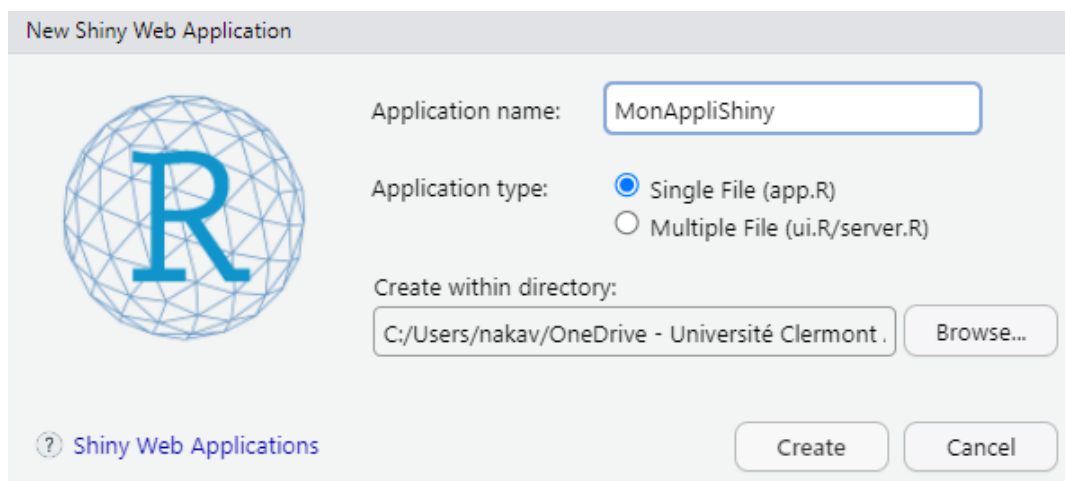 New Shiny Web Application
R
Application name: MonAppliShiny
Application type: Single File (app.R)
Multiple File (ui.R/server.R)
Create within directory:
C:/Users/nakav/OneDrive - Université Clermont . Browse...
? Shiny Web Applications Create Cancel